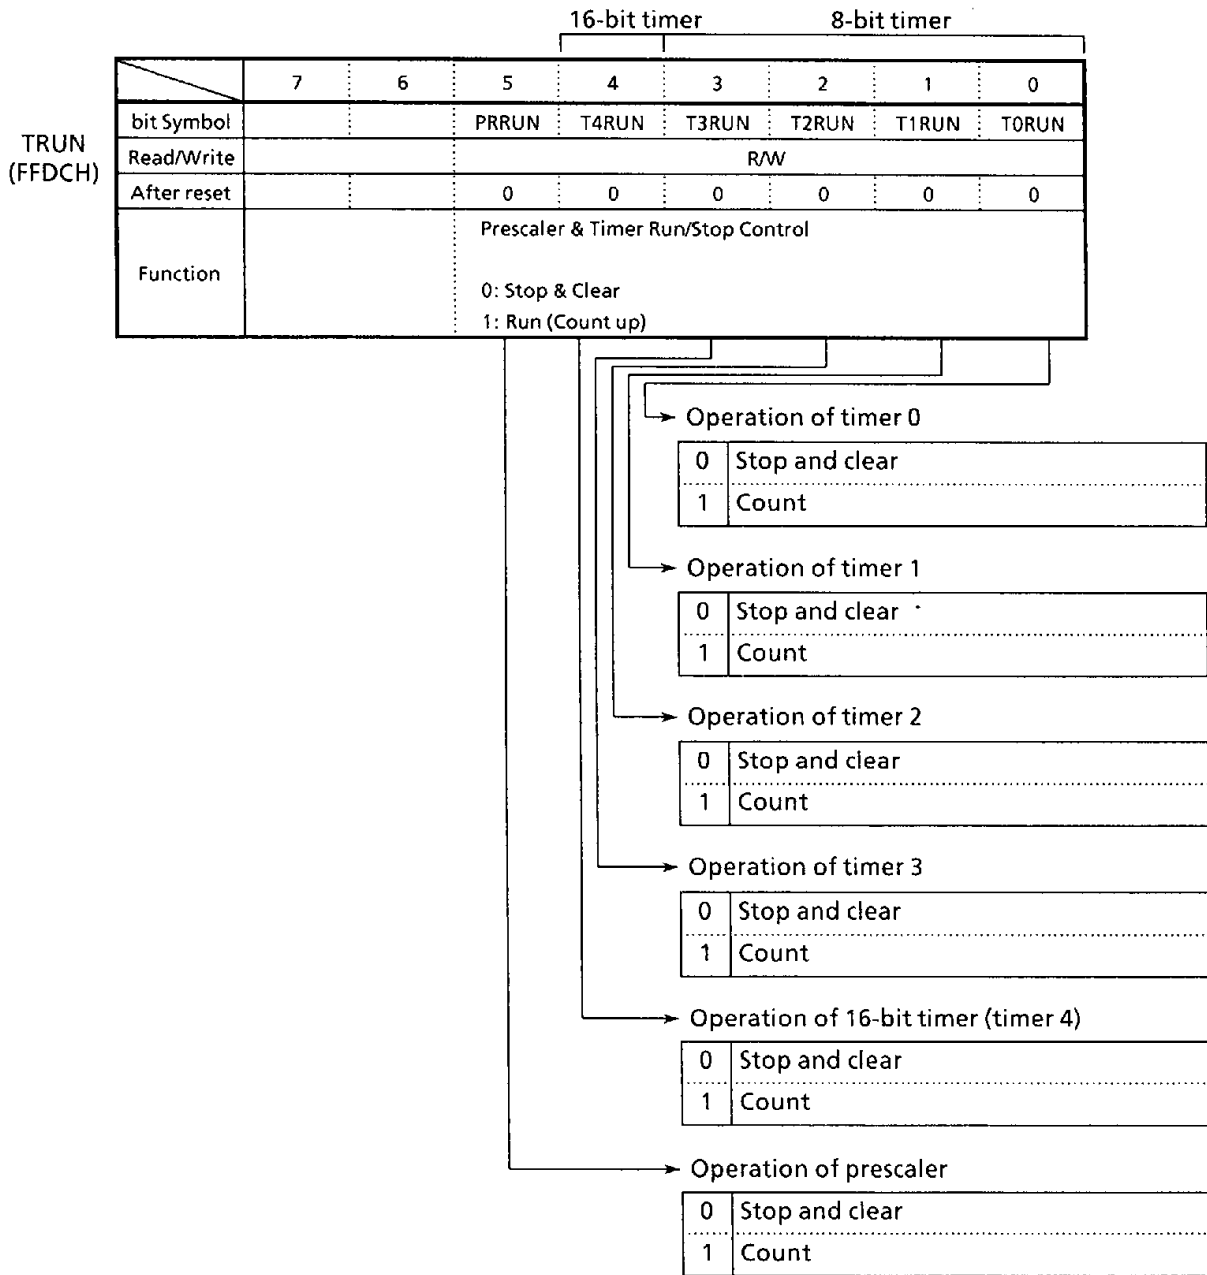 16-bit timer 8-bit timer
7 6 5 4 3 2 1 0
bit Symbol PRRUN T4RUN T3RUN T2RUN T1RUN T0RUN
TRUN
(FFDCH)
Read/Write R/W
After reset 0 0 0 0 0 0
Function
Prescaler & Timer Run/Stop Control
0: Stop & Clear
1: Run (Count up)
Operation of timer 0
0 Stop and clear
1 Count
Operation of timer 1
0 Stop and clear
1 Count
Operation of timer 2
0 Stop and clear
1 Count
Operation of timer 3
0 Stop and clear
1 Count
Operation of 16-bit timer (timer 4)
0 Stop and clear
1 Count
Operation of prescaler
0 Stop and clear
1 Count